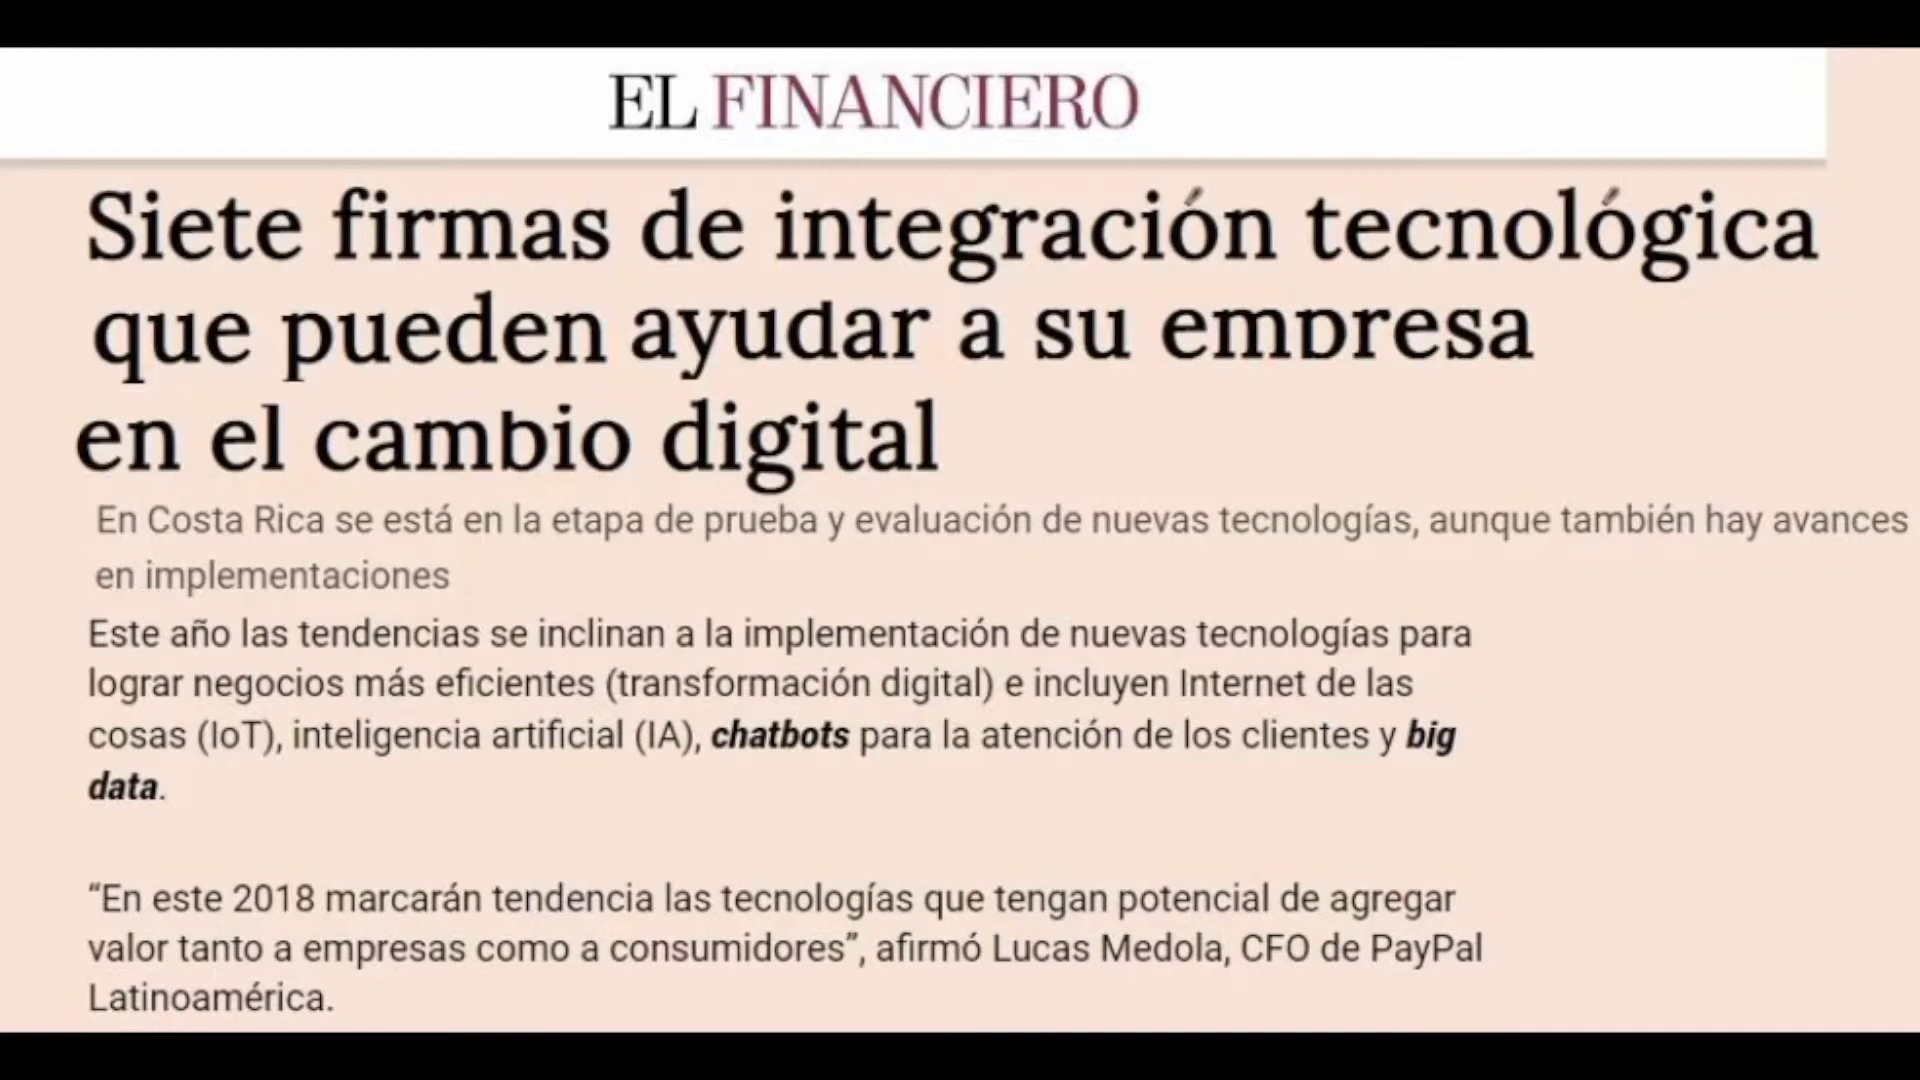 EL FINANCIERO
Siete firmas de integración tecnológica
que pueden ayudar a su empresa
en el cambio digital
En Costa Rica se está en la etapa de prueba y evaluación de nuevas tecnologías, aunque también hay avances
en implementaciones
Este año las tendencias se inclinan a la implementación de nuevas tecnologías para
lograr negocios más eficientes (transformación digital) e incluyen Internet de las
cosas (IoT), inteligencia artificial (IA), chatbots para la atención de los clientes y big
data.
“En este 2018 marcarán tendencia las tecnologías que tengan potencial de agregar
valor tanto a empresas como a consumidores”, afirmó Lucas Medola, CFO de PayPal
Latinoamérica.